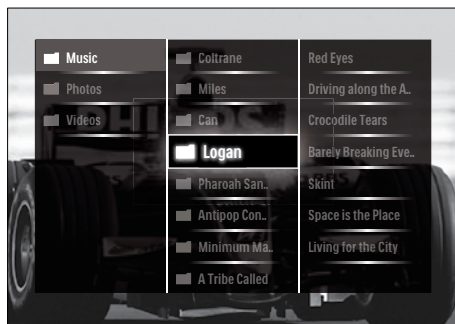 Music
Photos
Videos
Coltrane
Miles
Can
Logan
Pharoah San..
Antipop Con..
Minimum Ma..
A Tribe Called
Red Eyes
Driving along the A..
Crocodile Tears
Barely Breaking Eve..
Skint
Space is the Place
Living for the City